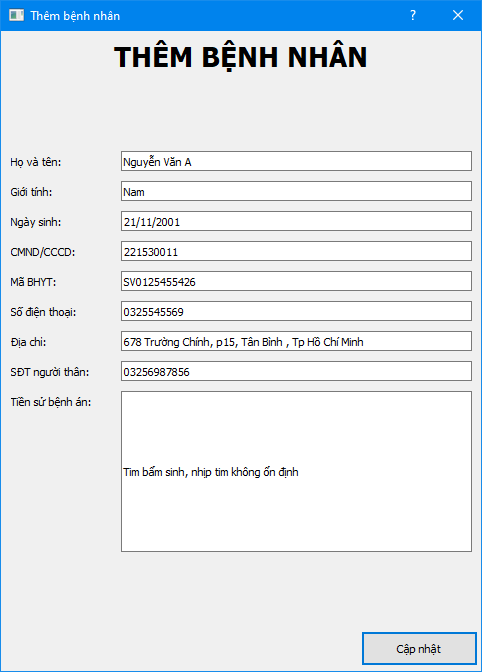 Thêm bệnh nhân
THÊM BỆNH NHÂN
Họ và tên: Nguyễn Văn A
Giới tính: Nam
Ngày sinh: 21/11/2001
CMND/CCCD: 221530011
Mã BHYT: SV0125455426
Số điện thoại: 0325545569
Địa chỉ: 678 Trường Chính, p15, Tân Bình , Tp Hồ Chí Minh
SĐT người thân: 03256987856
Tiền sử bệnh án:
Tim bẩm sinh, nhịp tim không ổn định
Cập nhật